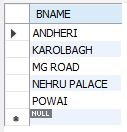 BNAME
ANDHERI
KAROLBAGH
MG ROAD
NEHRU PALACE
POWAI
NULL